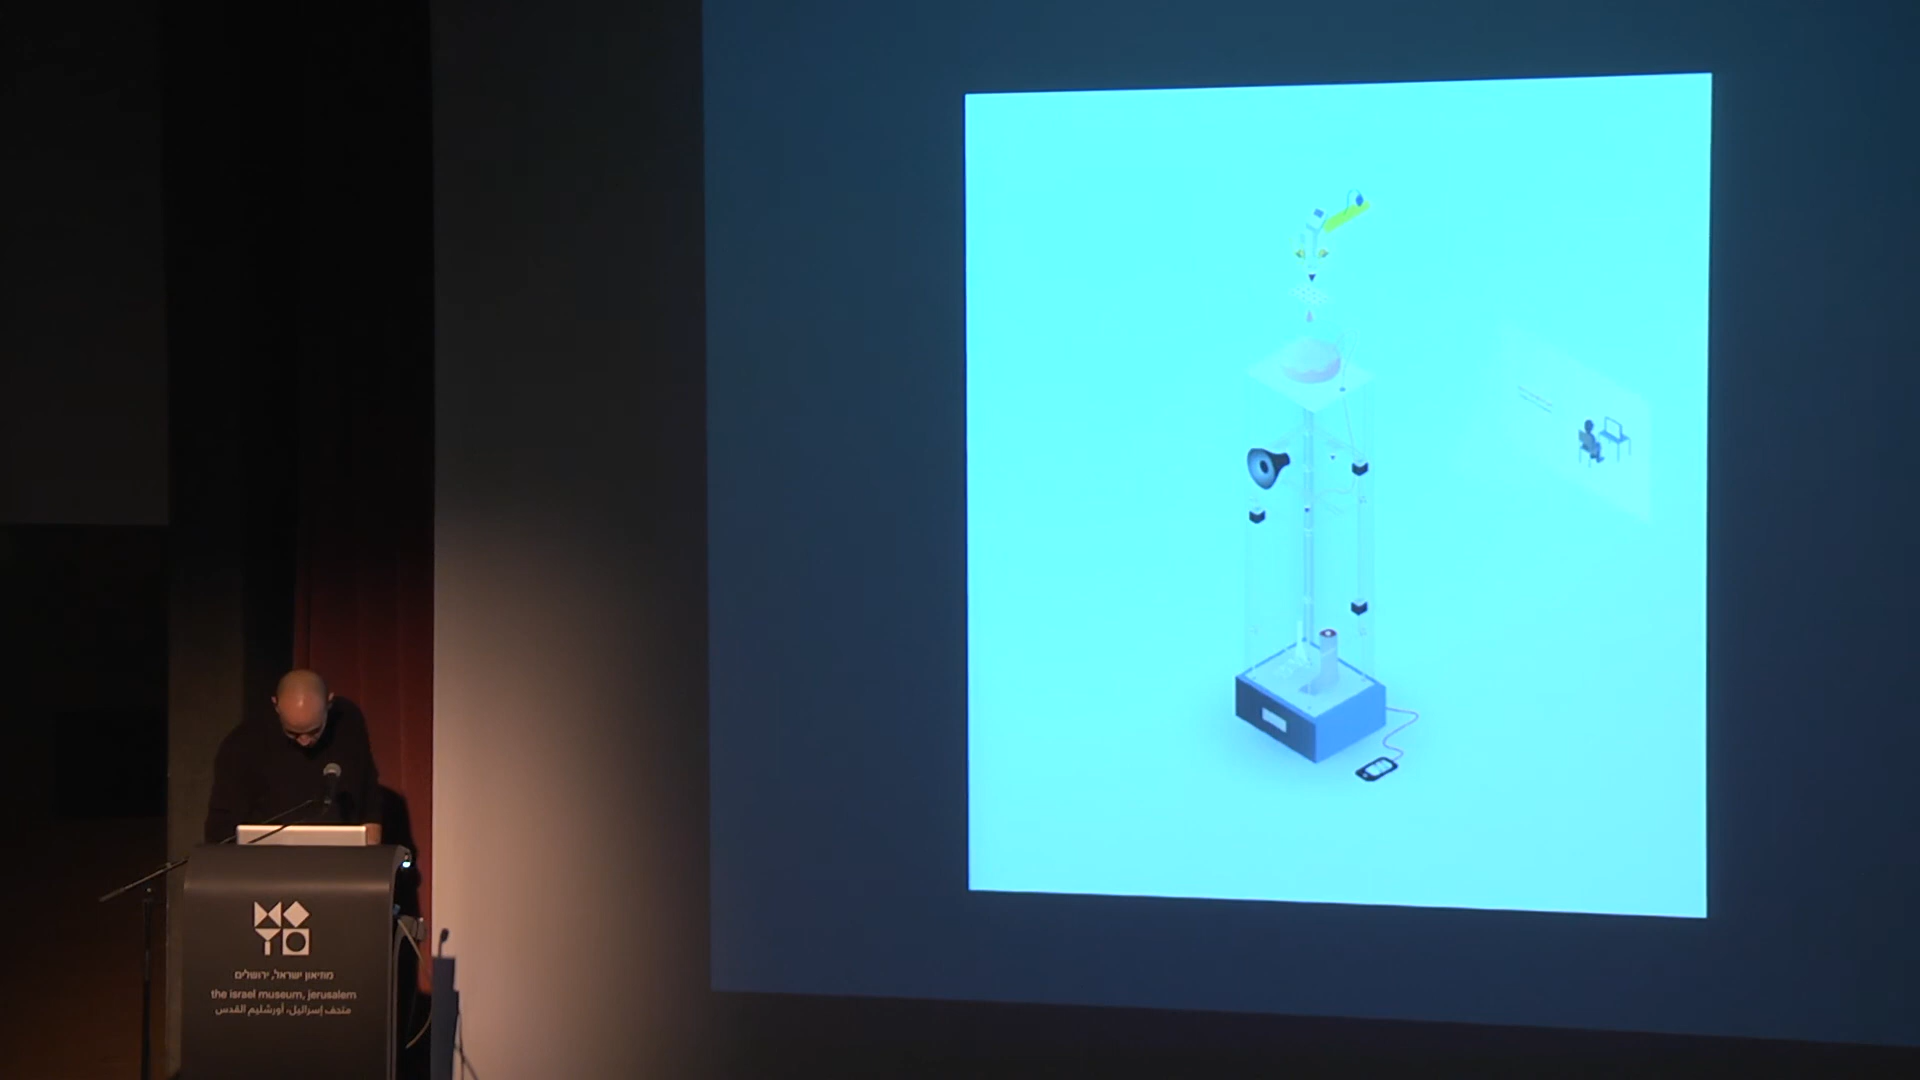 מוזיאון ישראל, ירושלים
the israel museum, jerusalem
متحف إسرائيل، أورشليم القدس